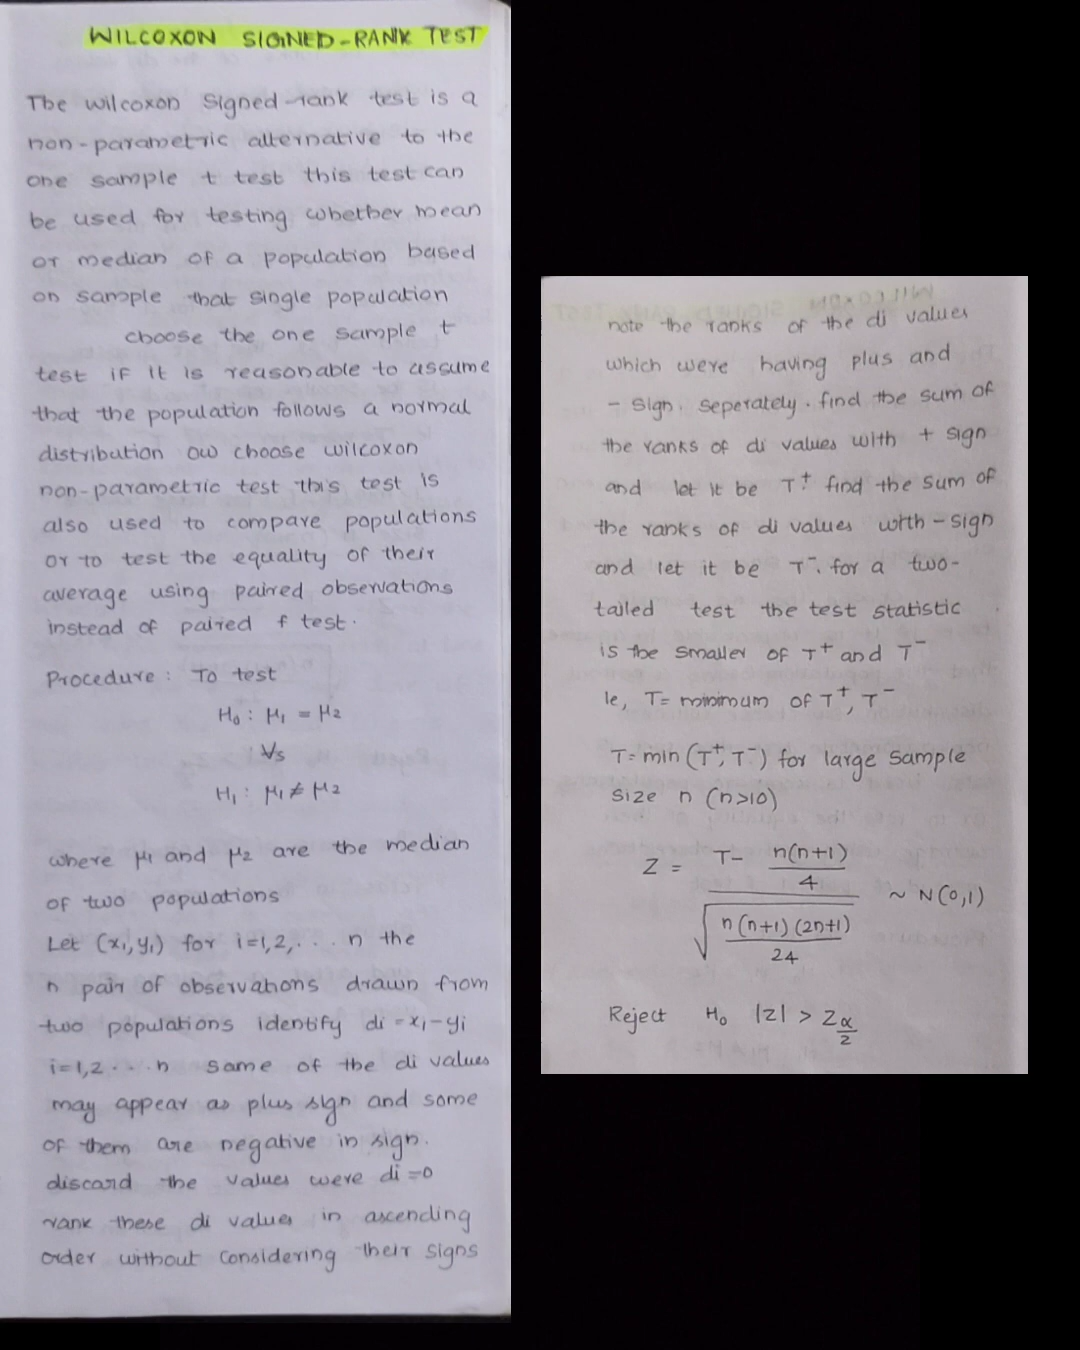 WILCOXON SIGNED-RANK TEST
The wilcoxon Signed-rank test is a
non-parametric alternative to the
one sample t test this test can
be used for testing whether mean
or median of a population based
on sample that single population
choose the one sample t
test if it is reasonable to assume
that the population follows a normal
distribution ow choose wilcoxon
non-parametric test this test is
also used to compare populations
or to test the equality of their
average using paired observations
instead of paired f test.
Procedure: To test
H₀: μ₁ = μ₂
Vs
H₁: μ₁ ≠ μ₂
where μ₁ and μ₂ are the median
of two populations
Let (x₁,y₁) for i=1,2,...n the
n pair of observations drawn from
two populations identify di = xi-yi
i=1,2...n some of the di values
may appear as plus sign and some
of them are negative in sign.
discard the values were di=0
rank these di values in ascending
order without considering their signs
note the ranks of the di values
which were having plus and
- sign. seperately. find the sum of
the ranks of di values with + sign
and let it be T⁺. find the sum of
the ranks of di values with - sign
and let it be T⁻. for a two-
tailed test the test statistic
is the smaller of T⁺ and T⁻
ie, T= minimum of T⁺, T⁻
T= min (T⁺, T⁻) for large sample
size n (n>10)
Z = (T - n(n+1)/4) / √(n(n+1)(2n+1)/24) ~ N(0,1)
Reject H₀ |Z| > Z α/2